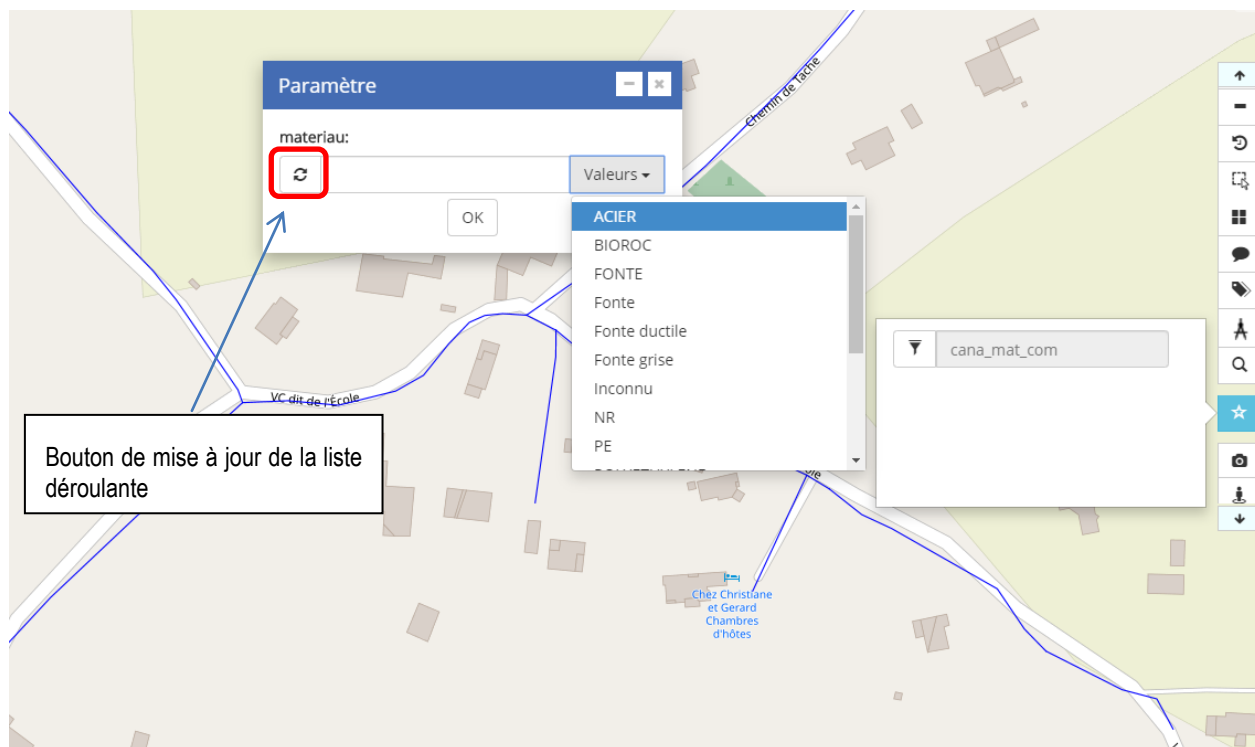 Paramètre
materiau:
Valeurs
OK
ACIER
BIOROC
FONTE
Fonte
Fonte ductile
Fonte grise
Inconnu
NR
PE
cana_mat_com
Chemin de Tache
VC dit de l'École
Bouton de mise à jour de la liste
déroulante
Chez Christiane
et Gerard
Chambres
d'hôtes